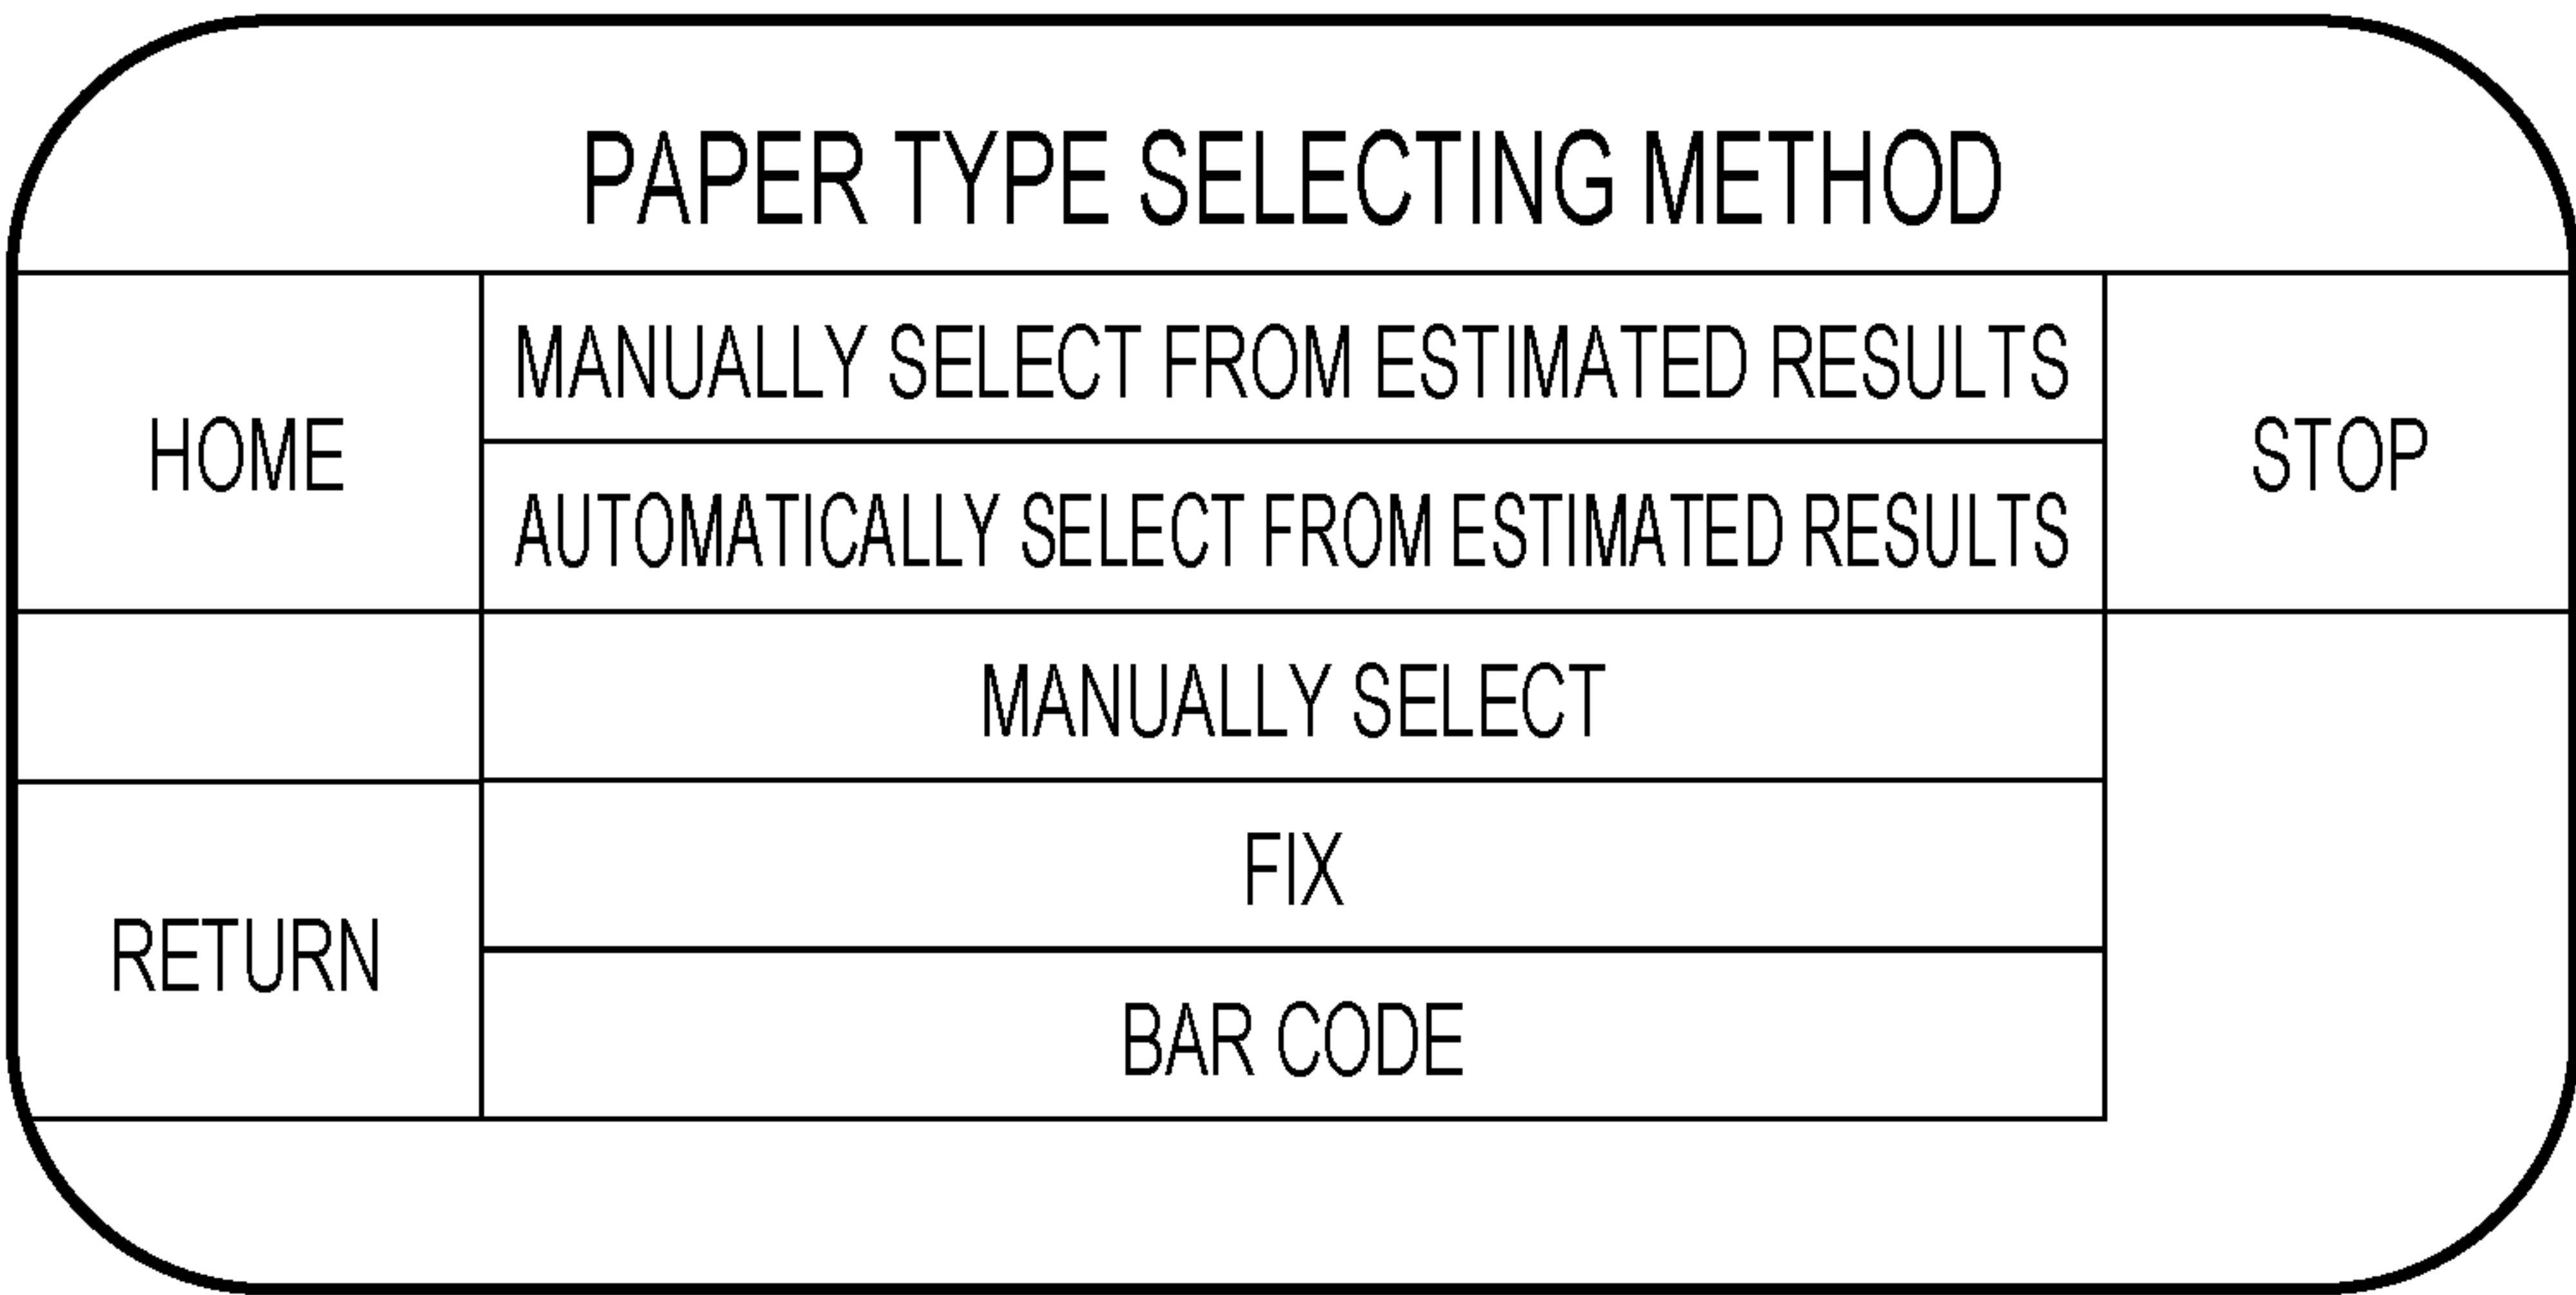 PAPER TYPE SELECTING METHOD
MANUALLY SELECT FROM ESTIMATED RESULTS
HOME
STOP
AUTOMATICALLY SELECT FROM ESTIMATED RESULTS
MANUALLY SELECT
FIX
RETURN
BAR CODE